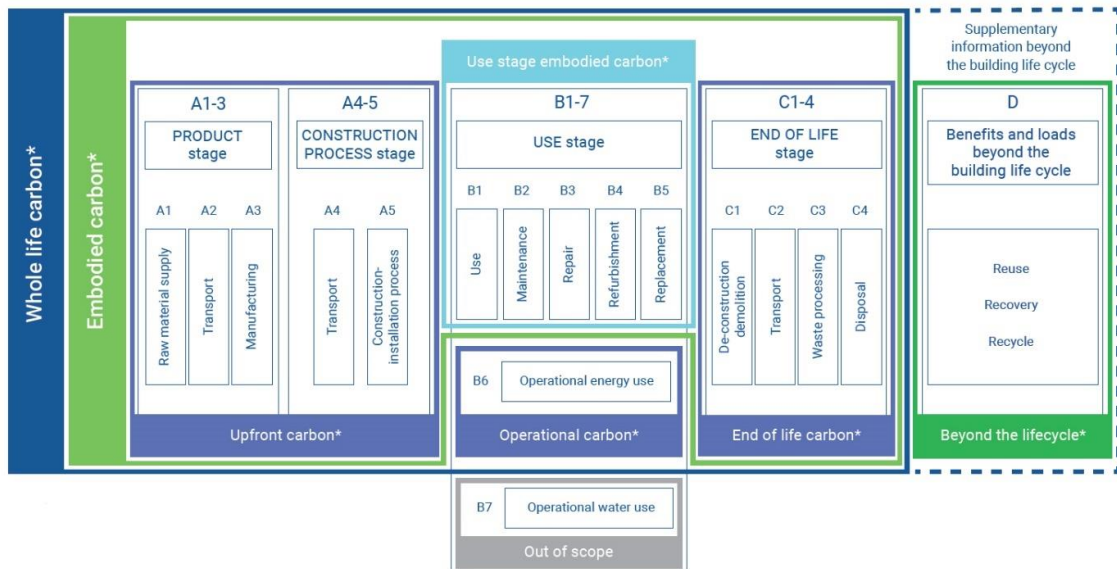 Whole life carbon*
Embodied carbon*
Supplementary
information beyond
the building life cycle
Use stage embodied carbon*
A1-3
PRODUCT
stage
A1
A2
A3
Raw material supply
Transport
Manufacturing
A4-5
CONSTRUCTION
PROCESS stage
A4
A5
Transport
Construction-
installation process
Upfront carbon*
B1-7
USE stage
B1
B2
B3
B4
B5
Use
Maintenance
Repair
Refurbishment
Replacement
B6
Operational energy use
Operational carbon*
B7
Operational water use
Out of scope
C1-4
END OF LIFE
stage
C1
C2
C3
C4
De-construction
demolition
Transport
Waste processing
Disposal
End of life carbon*
D
Benefits and loads
beyond the
building life cycle
Reuse
Recovery
Recycle
Beyond the lifecycle*